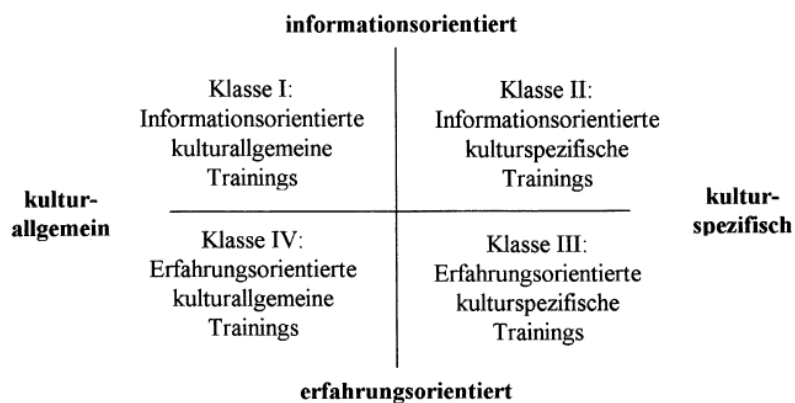 informationsorientiert
Klasse I:
Informationsorientierte
kulturallgemeine
Trainings
Klasse II:
Informationsorientierte
kulturspezifische
Trainings
kultur-
allgemein
kultur-
spezifisch
Klasse IV:
Erfahrungsorientierte
kulturallgemeine
Trainings
Klasse III:
Erfahrungsorientierte
kulturspezifische
Trainings
erfahrungsorientiert